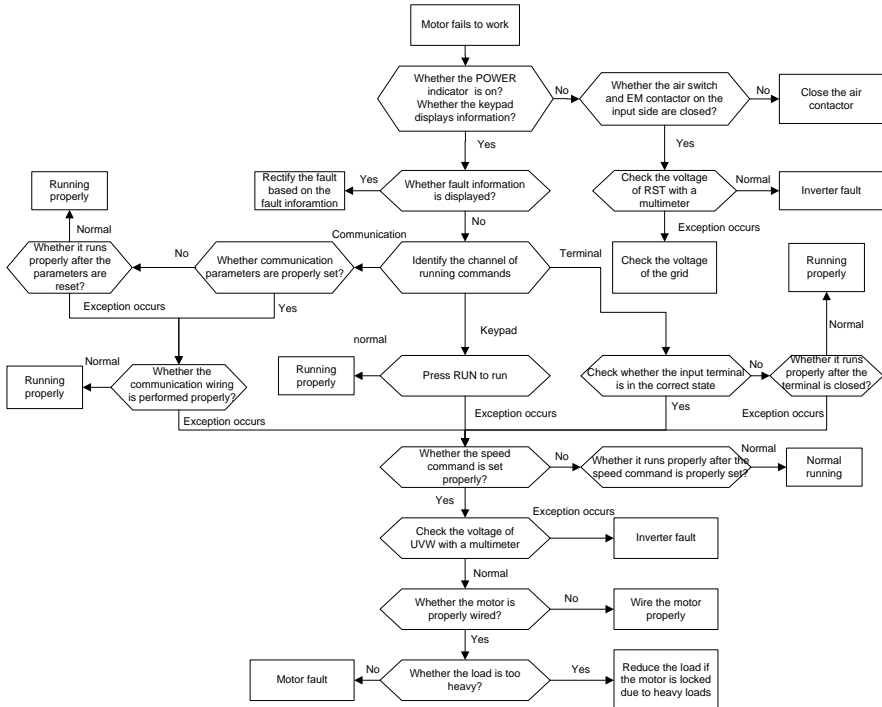 Motor fails to work
Whether the POWER
indicator is on?
Whether the keypad
displays information?
No
Whether the air switch
and EM contactor on the
input side are closed?
No
Close the air
contactor
Yes
Yes
Rectify the fault
based on the
fault inforamtion
Yes
Whether fault information
is displayed?
Check the voltage
of RST with a
multimeter
Normal
Inverter fault
Running
properly
Normal
No
Exception occurs
Communication
Whether it runs
properly after the
parameters are
reset?
No
Whether communication
parameters are properly set?
Identify the channel of
running commands
Terminal
Check the voltage
of the grid
Running
properly
Exception occurs
Yes
Keypad
Normal
normal
Running
properly
Normal
Whether the
communication wiring
is performed properly?
Running
properly
Press RUN to run
Check whether the input terminal
is in the correct state
No
Whether it runs
properly after the
terminal is closed?
Exception occurs
Exception occurs
Yes
Exception occurs
Whether the speed
command is set
properly?
No
Whether it runs properly after the
speed command is properly set?
Normal
Normal
running
Yes
Exception occurs
Check the voltage of
UVW with a multimeter
Inverter fault
Normal
Whether the motor is
properly wired?
No
Wire the motor
properly
Yes
Motor fault
No
Whether the load is too
heavy?
Yes
Reduce the load if
the motor is locked
due to heavy loads